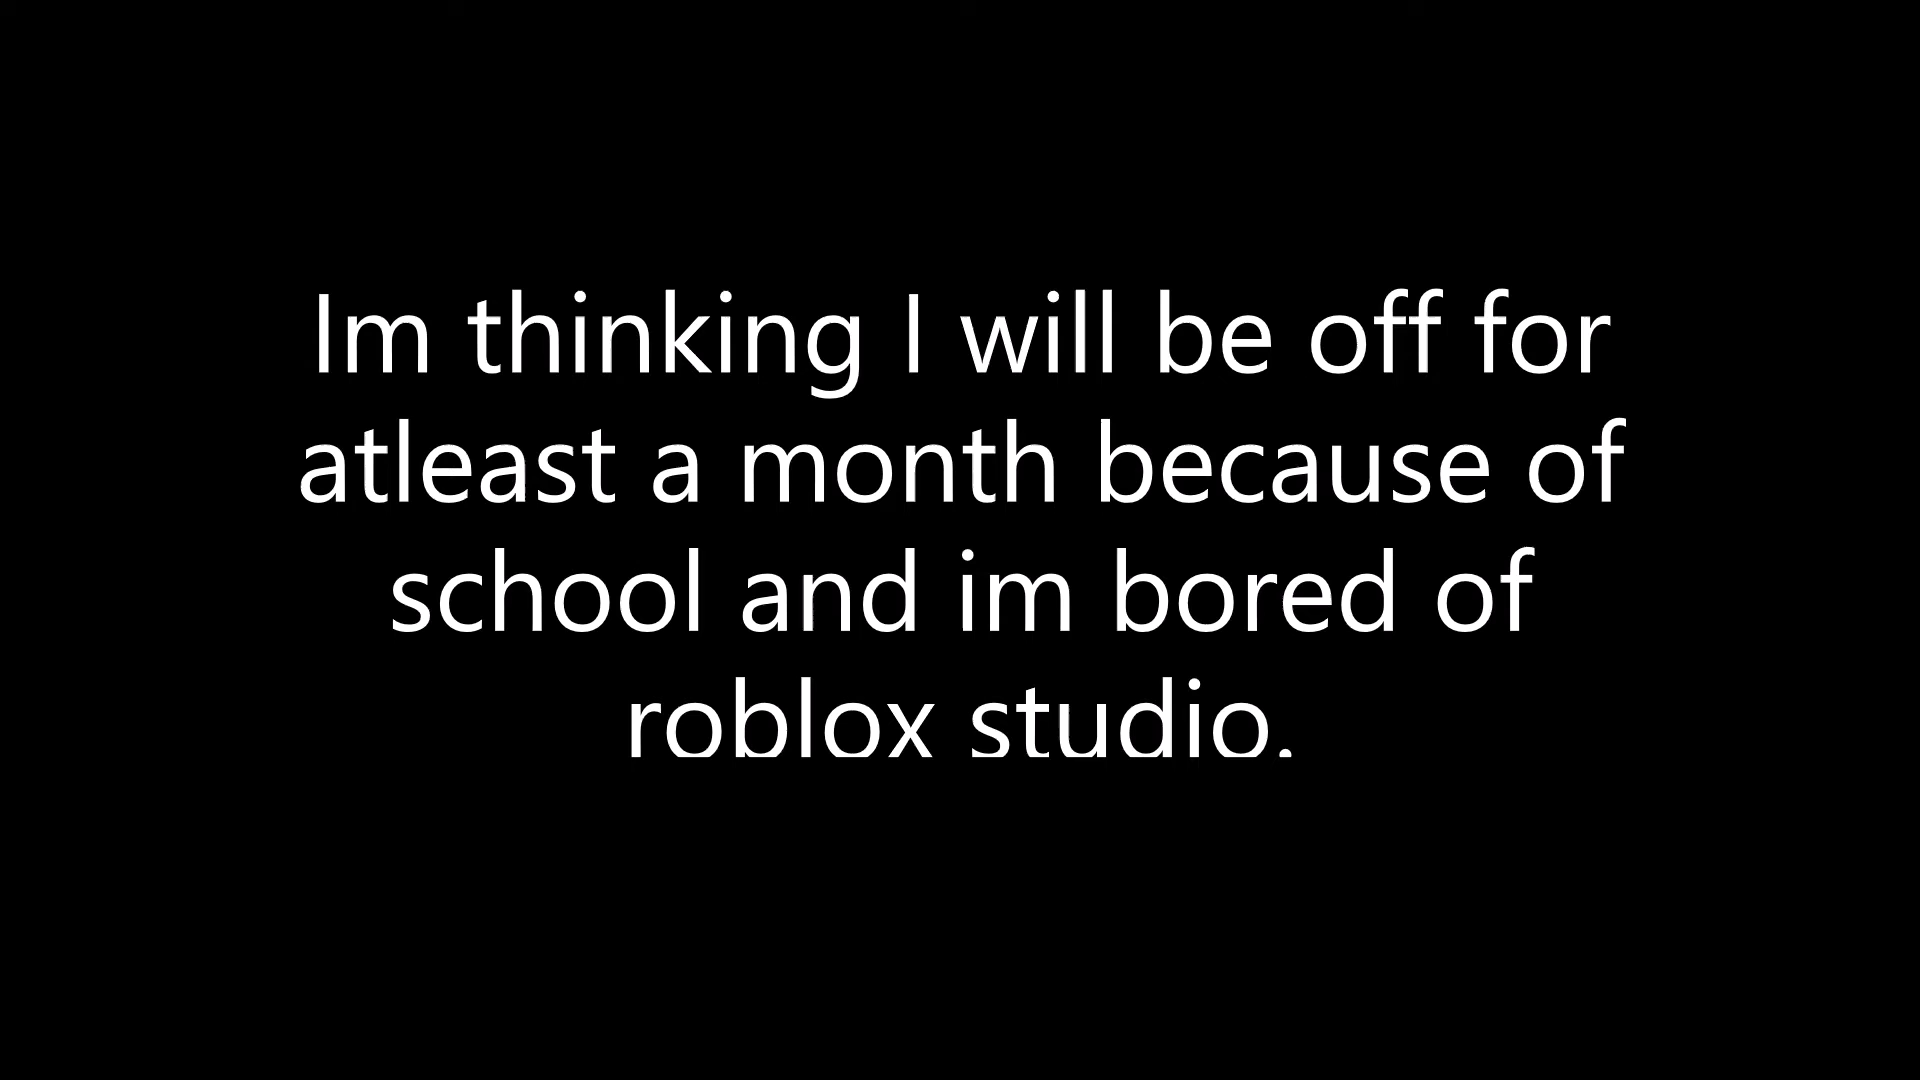 Im thinking I will be off for
atleast a month because of
school and im bored of
roblox studio.